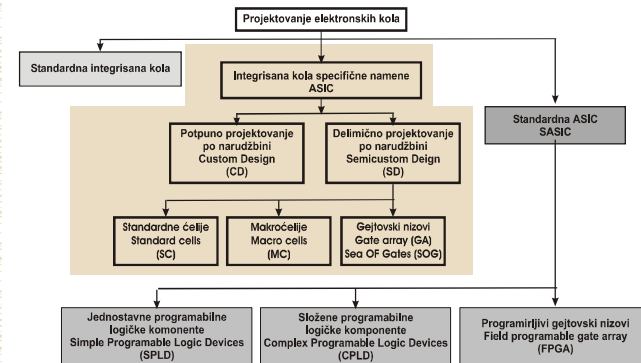 Projektovanje elektronskih kola
Standardna integrisana kola
Integrisana kola specifične namene
ASIC
Standardna ASIC
SASIC
Potpuno projektovanje
po narudžbini
Custom Design
(CD)
Delimično projektovanje
po narudžbini
Semicustom Deign
(SD)
Standardne ćelije
Standard cells
(SC)
Makroćelije
Macro cells
(MC)
Gejtovski nizovi
Gate array (GA)
Sea OF Gates (SOG)
Jednostavne programabilne
logičke komonente
Simple Programable Logic Devices
(SPLD)
Složene programabilne
logičke komponente
Complex Programable Logic Devices
(CPLD)
Programirljivi gejtovski nizovi
Field programable gate array
(FPGA)